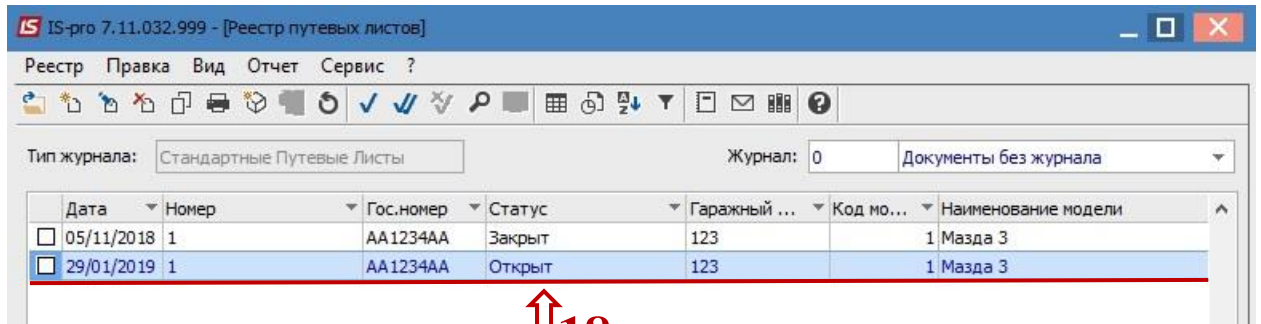 IS IS-pro 7.11.032.999 - [Реестр путевых листов]
Реестр Правка Вид Отчет Сервис ?
Тип журнала: Стандартные Путевые Листы Журнал: 0 Документы без журнала
Дата Номер Гос.номер Статус Гаражный ... Код мо... Наименование модели
05/11/2018 1 AA1234AA Закрыт 123 1 Мазда 3
29/01/2019 1 AA1234AA Открыт 123 1 Мазда 3